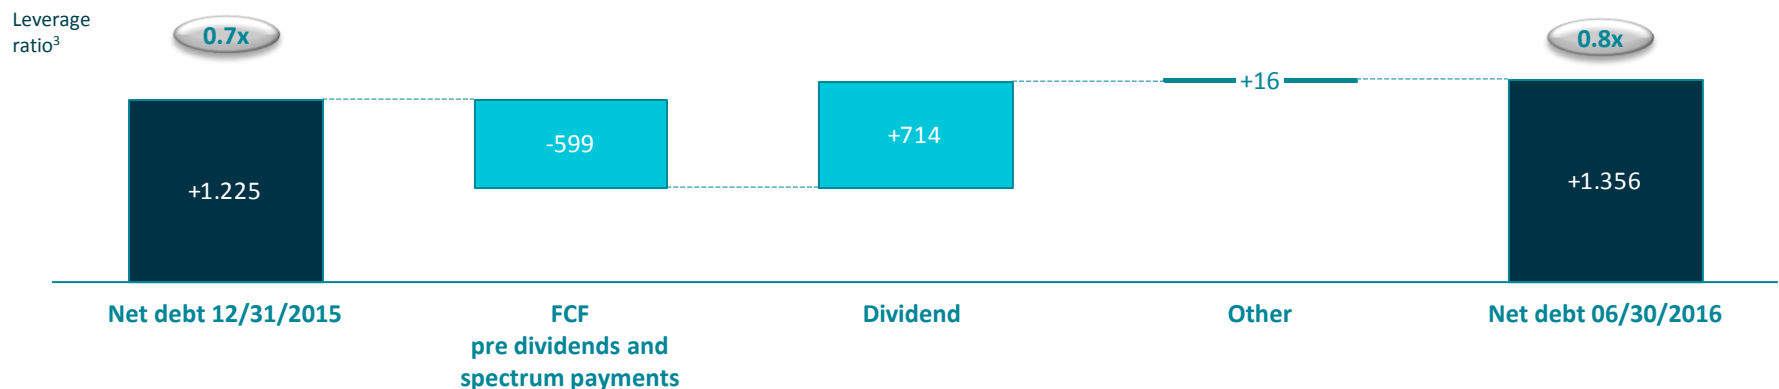 Leverage
ratio³
0.7x
0.8x
+1.225
-599
+714
+16
+1.356
Net debt 12/31/2015
FCF
pre dividends and
spectrum payments
Dividend
Other
Net debt 06/30/2016